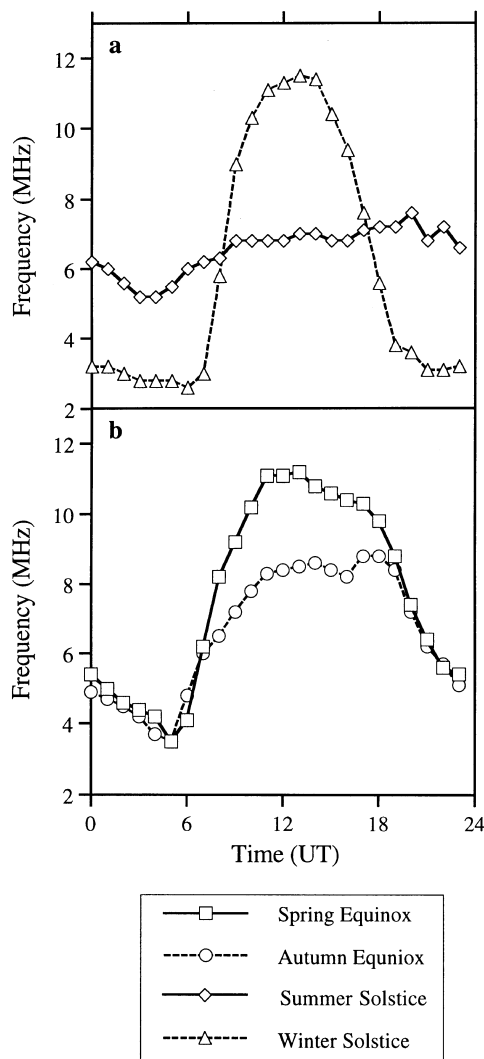 a
12
10
8
6
4
2
Frequency (MHz)
b
12
10
8
6
4
2
Frequency (MHz)
0 6 12 18 24
Time (UT)
Spring Equinox
Autumn Equniox
Summer Solstice
Winter Solstice